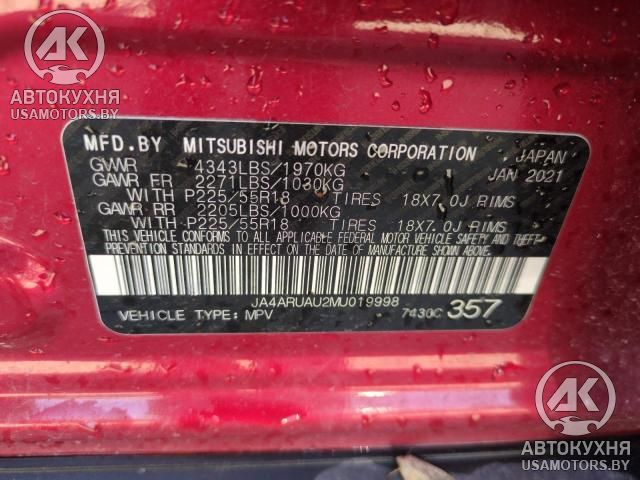 АК
АВТОКУХНЯ
USAMOTORS.BY
MFD.BY MITSUBISHI MOTORS CORPORATION JAPAN
GVWR 4343LBS/1970KG JAN 2021
GAWR FR 2271LBS/1030KG
WITH P225/55R18 TIRES 18X7.0J RIMS
GAWR RR 2205LBS/1000KG
WITH P225/55R18 TIRES 18X7.0J RIMS
THIS VEHICLE CONFORMS TO ALL APPLICABLE FEDERAL MOTOR VEHICLE SAFETY AND THEFT
PREVENTION STANDARDS IN EFFECT ON THE DATE OF MANUFACTURE SHOWN ABOVE.
JA4ARUAU2MU019998
VEHICLE TYPE: MPV 7430C 357
АК
АВТОКУХНЯ
USAMOTORS.BY